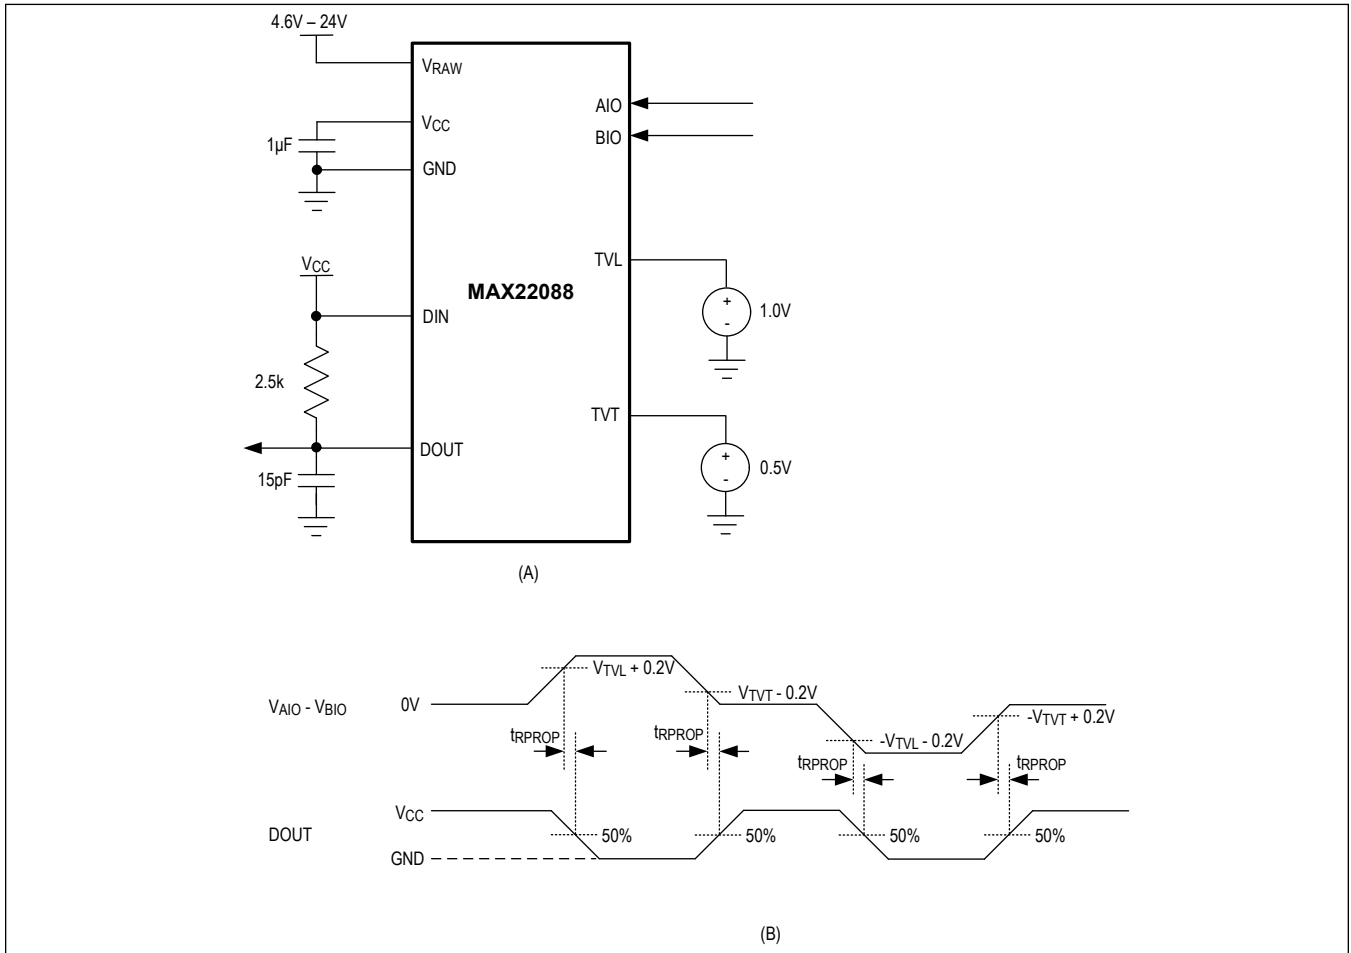 4.6V – 24V
VRAW
AIO
VCC
BIO
1µF
GND
TVL
VCC
MAX22088
1.0V
+
-
DIN
2.5k
TVT
DOUT
0.5V
+
-
15pF
(A)
VTVL + 0.2V
VTVT - 0.2V
VAIO - VBIO
0V
-VTVT + 0.2V
-VTVL - 0.2V
tRPROP
tRPROP
tRPROP
tRPROP
VCC
DOUT
50%
50%
50%
50%
GND
(B)